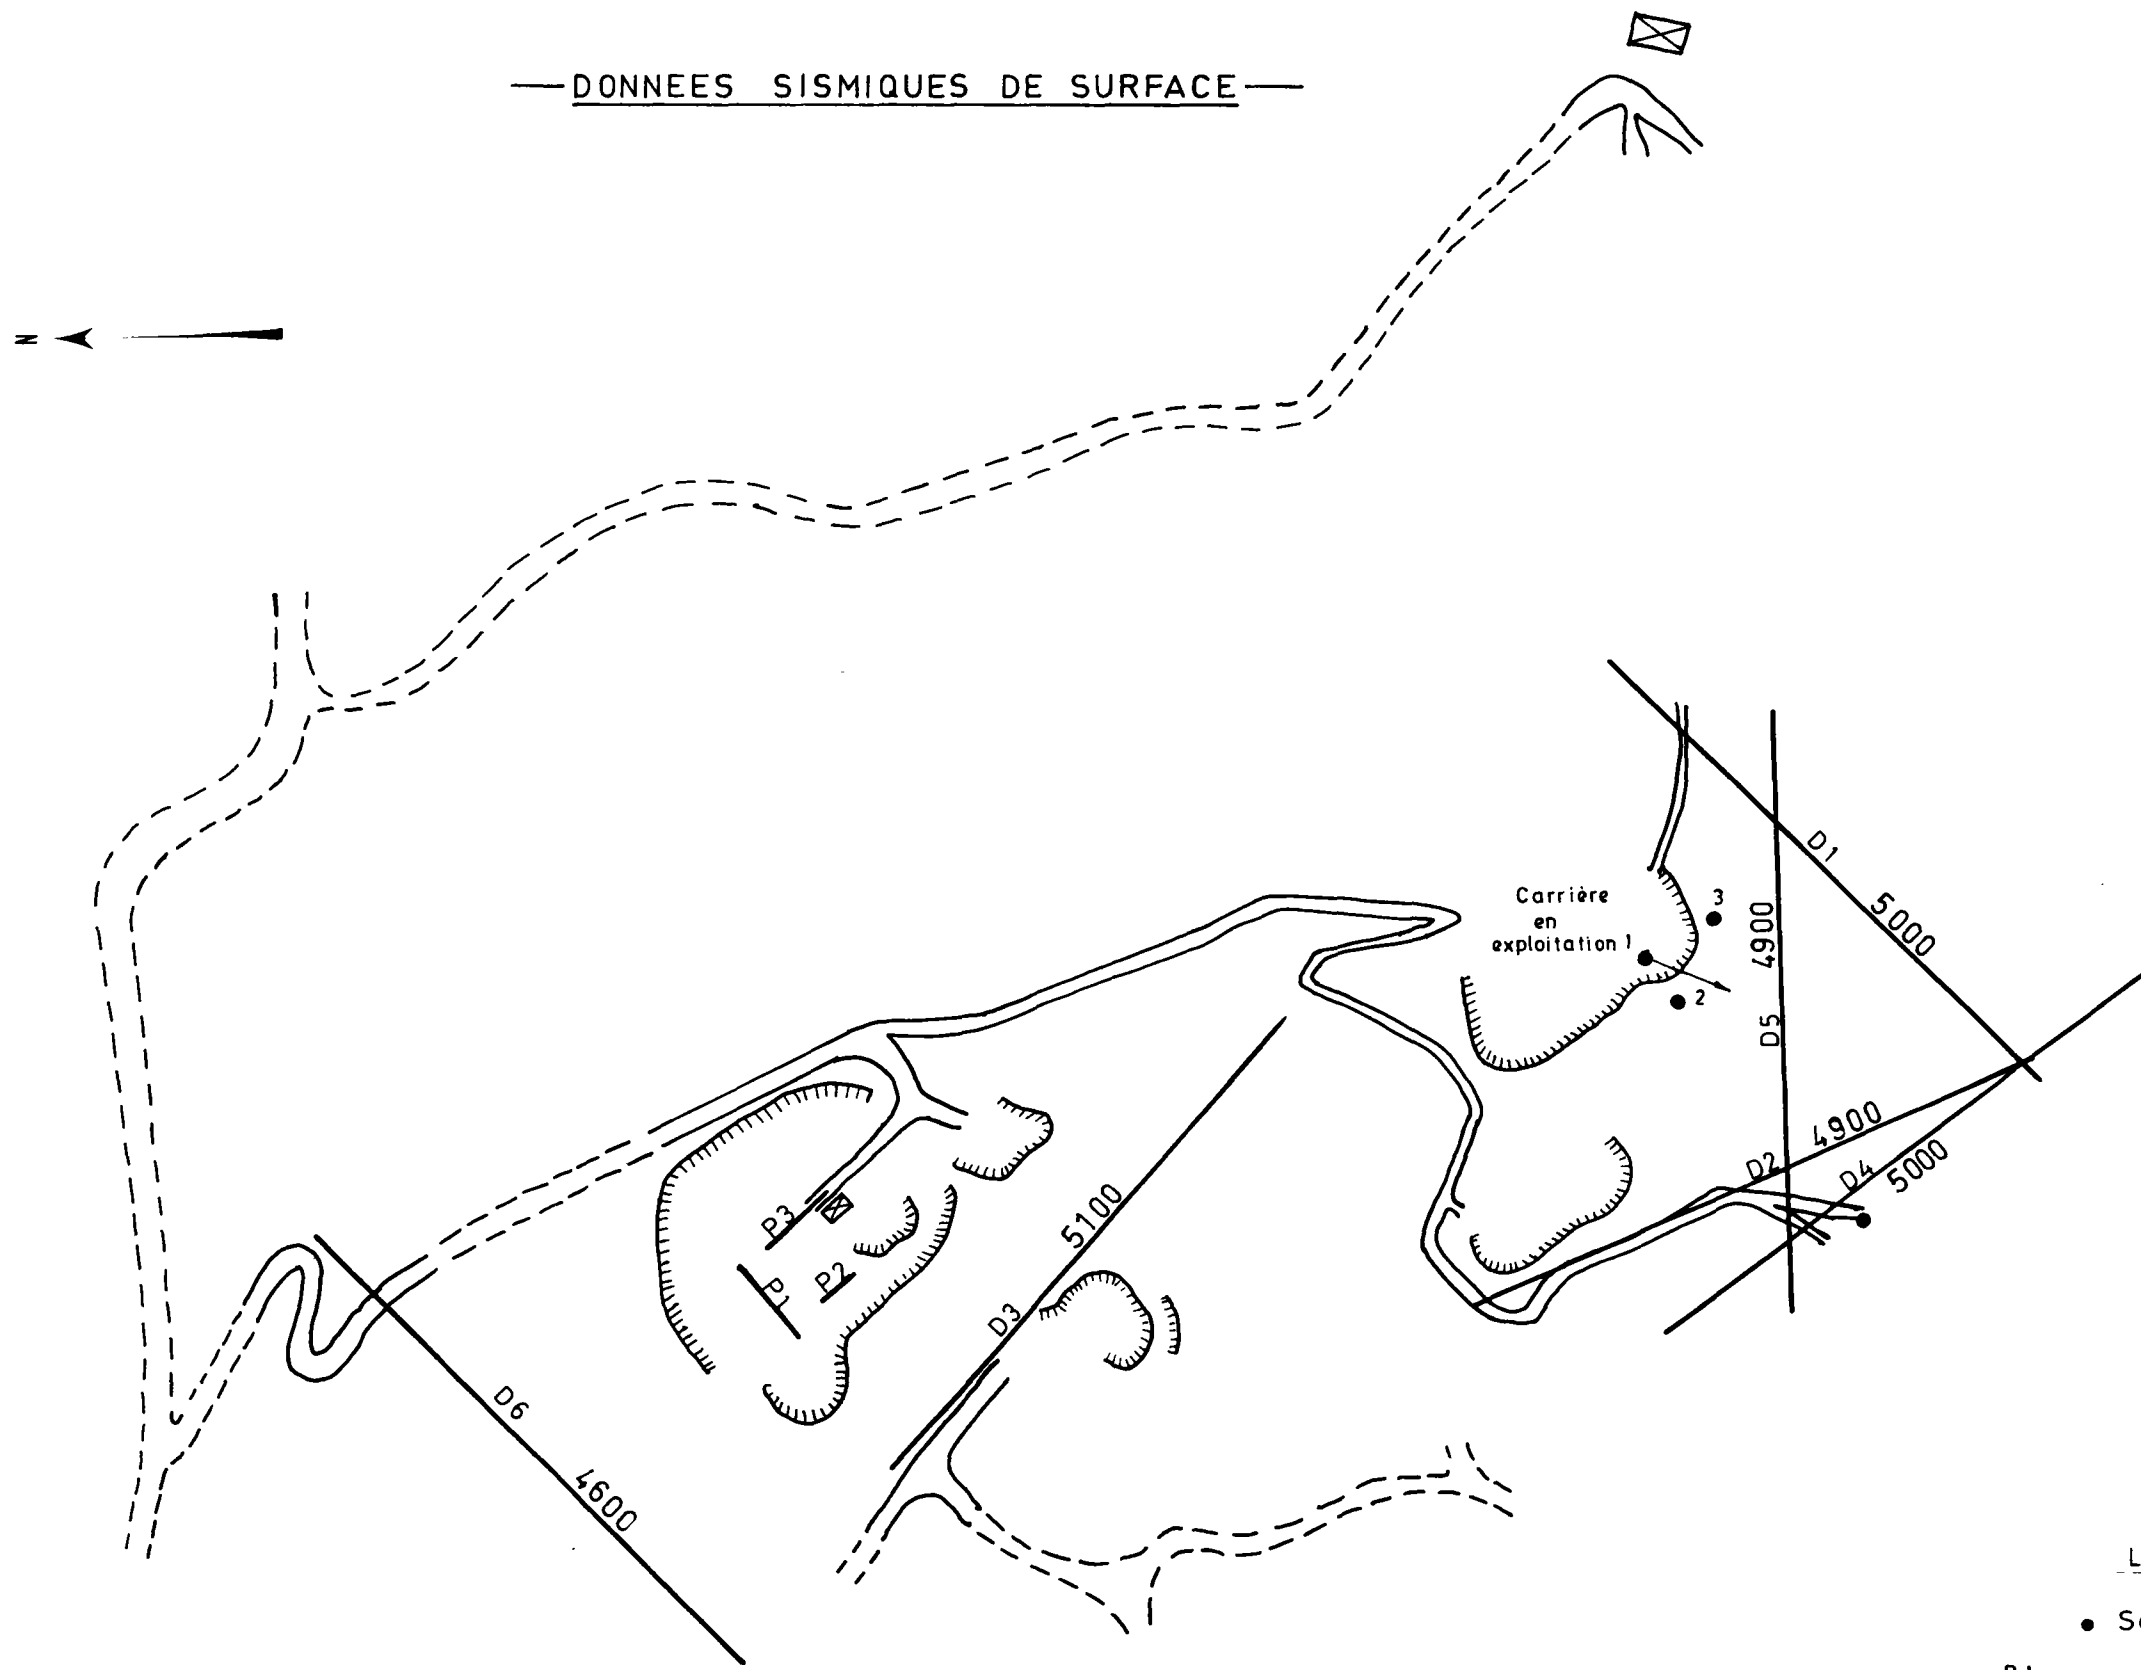 DONNEES SISMIQUES DE SURFACE
N
D1
5000
Carrière
en
exploitation 1
3
2
4900
D5
4900
D2
D4
5000
5100
D3
P3
P2
P1
D6
4600
L
S